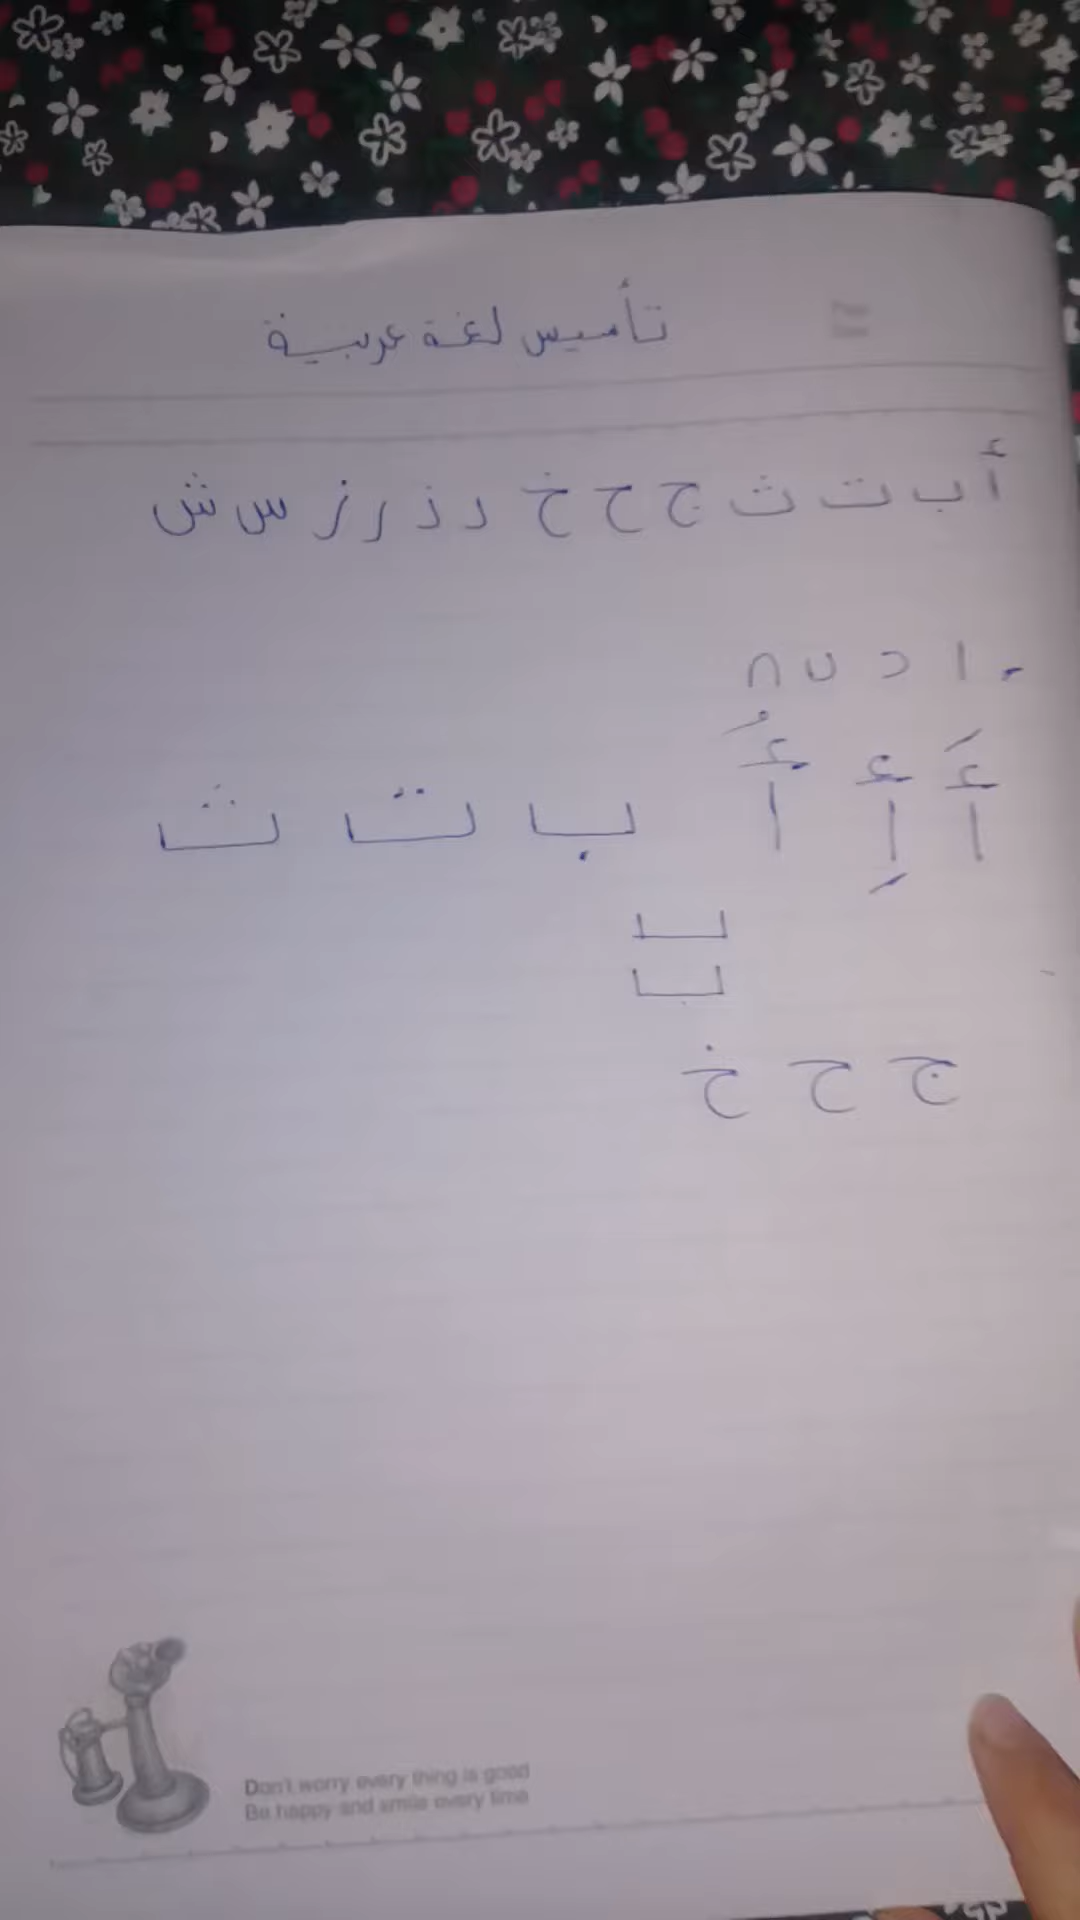 تأسيس لغة عربية
أ ب ت ث ج ح خ د ذ ر ز س ش
أَ إِ أُ
ب ت ث
ج ح خ
Don't worry every thing is good
Be happy and smile every time